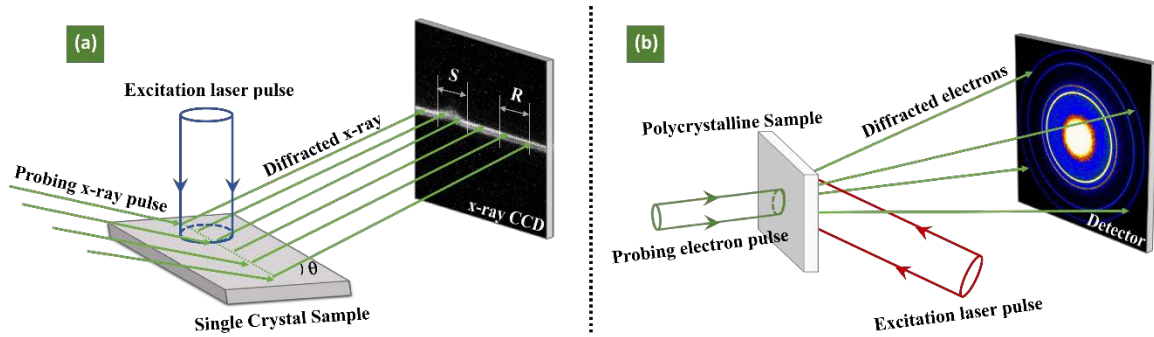 (a)
Excitation laser pulse
Probing x-ray pulse
Diffracted x-ray
S
R
x-ray CCD
θ
Single Crystal Sample
(b)
Polycrystalline Sample
Diffracted electrons
Probing electron pulse
Detector
Excitation laser pulse